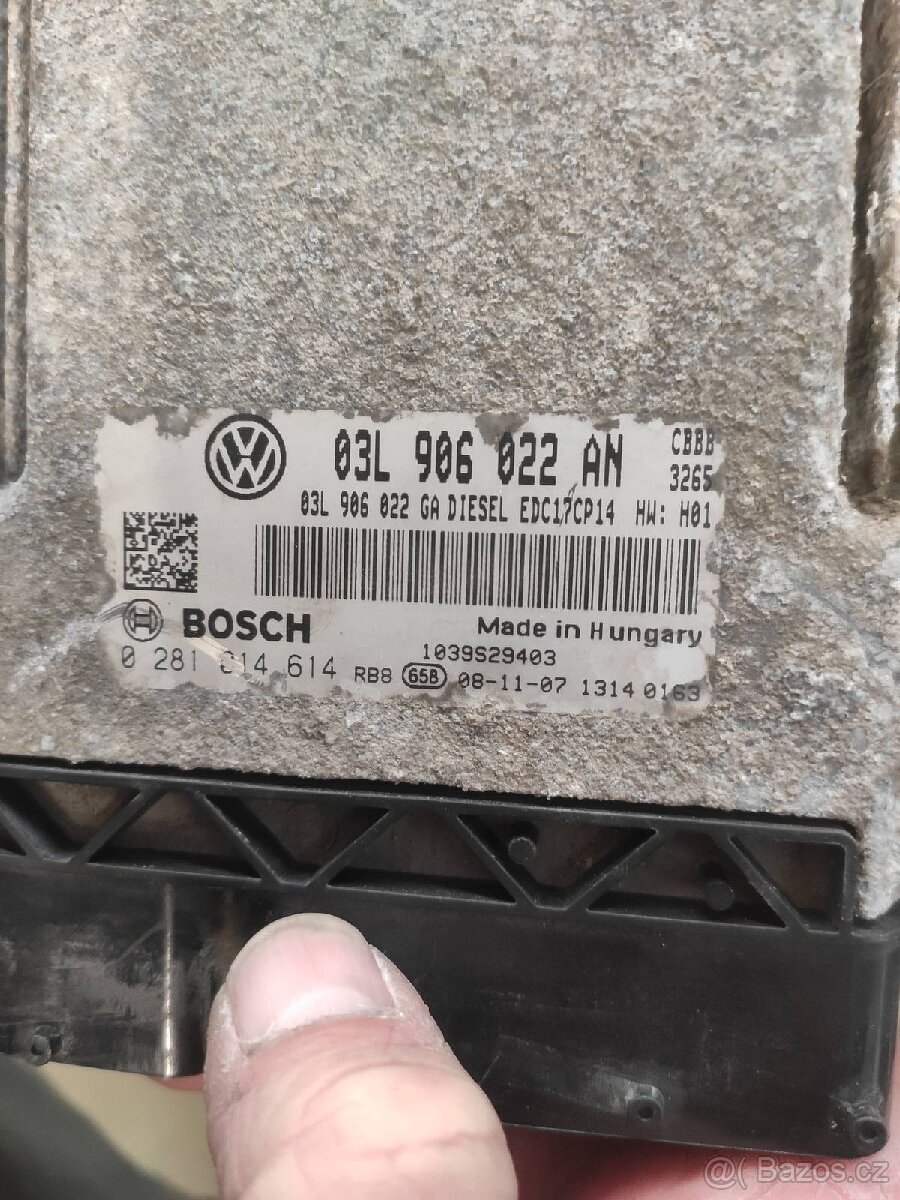 03L 906 022 AN CBBB
3265
03L 906 022 GA DIESEL EDC17CP14 HW: H01
BOSCH Made in Hungary
1039S29403
0 281 014 614 RB8 65B 08-11-07 1314 0163
@( Bazos.cz